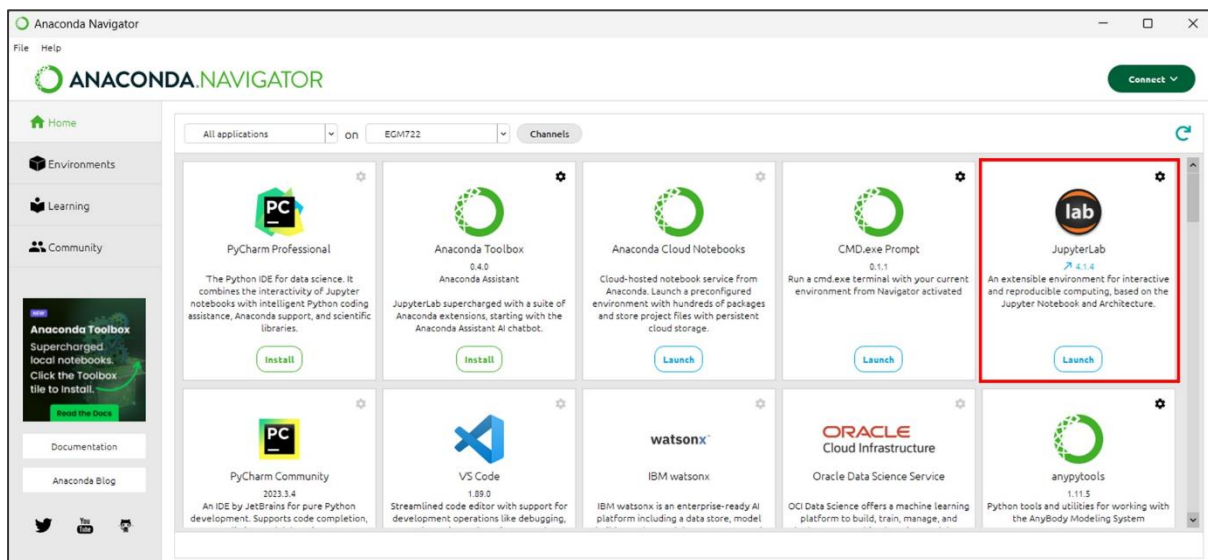 Anaconda Navigator
File Help
ANACONDA.NAVIGATOR
Connect
Home
Environments
Learning
Community
NEW
Anaconda Toolbox
Supercharged
local notebooks.
Click the Toolbox
tile to Install.
Read the Docs
Documentation
Anaconda Blog
You
Tube
All applications on EGM722 Channels
PC
PyCharm Professional
The Python IDE for data science. It
combines the interactivity of Jupyter
notebooks with intelligent Python coding
assistance, Anaconda support, and scientific
libraries.
Install
Anaconda Toolbox
0.4.0
Anaconda Assistant
JupyterLab supercharged with a suite of
Anaconda extensions, starting with the
Anaconda Assistant AI chatbot.
Install
Anaconda Cloud Notebooks
Cloud-hosted notebook service from
Anaconda. Launch a preconfigured
environment with hundreds of packages
and store project files with persistent
cloud storage.
Launch
CMD.exe Prompt
0.1.1
Run a cmd.exe terminal with your current
environment from Navigator activated
Launch
lab
JupyterLab
4.1.4
An extensible environment for interactive
and reproducible computing, based on the
Jupyter Notebook and Architecture.
Launch
PC
PyCharm Community
2023.3.4
An IDE by JetBrains for pure Python
development. Supports code completion,
VS Code
1.89.0
Streamlined code editor with support for
development operations like debugging,
watsonx
IBM watsonx
IBM watsonx is an enterprise-ready AI
platform including a data store, model
ORACLE
Cloud Infrastructure
Oracle Data Science Service
OCI Data Science offers a machine learning
platform to build, train, manage, and
anypytools
1.11.5
Python tools and utilities for working with
the AnyBody Modeling System